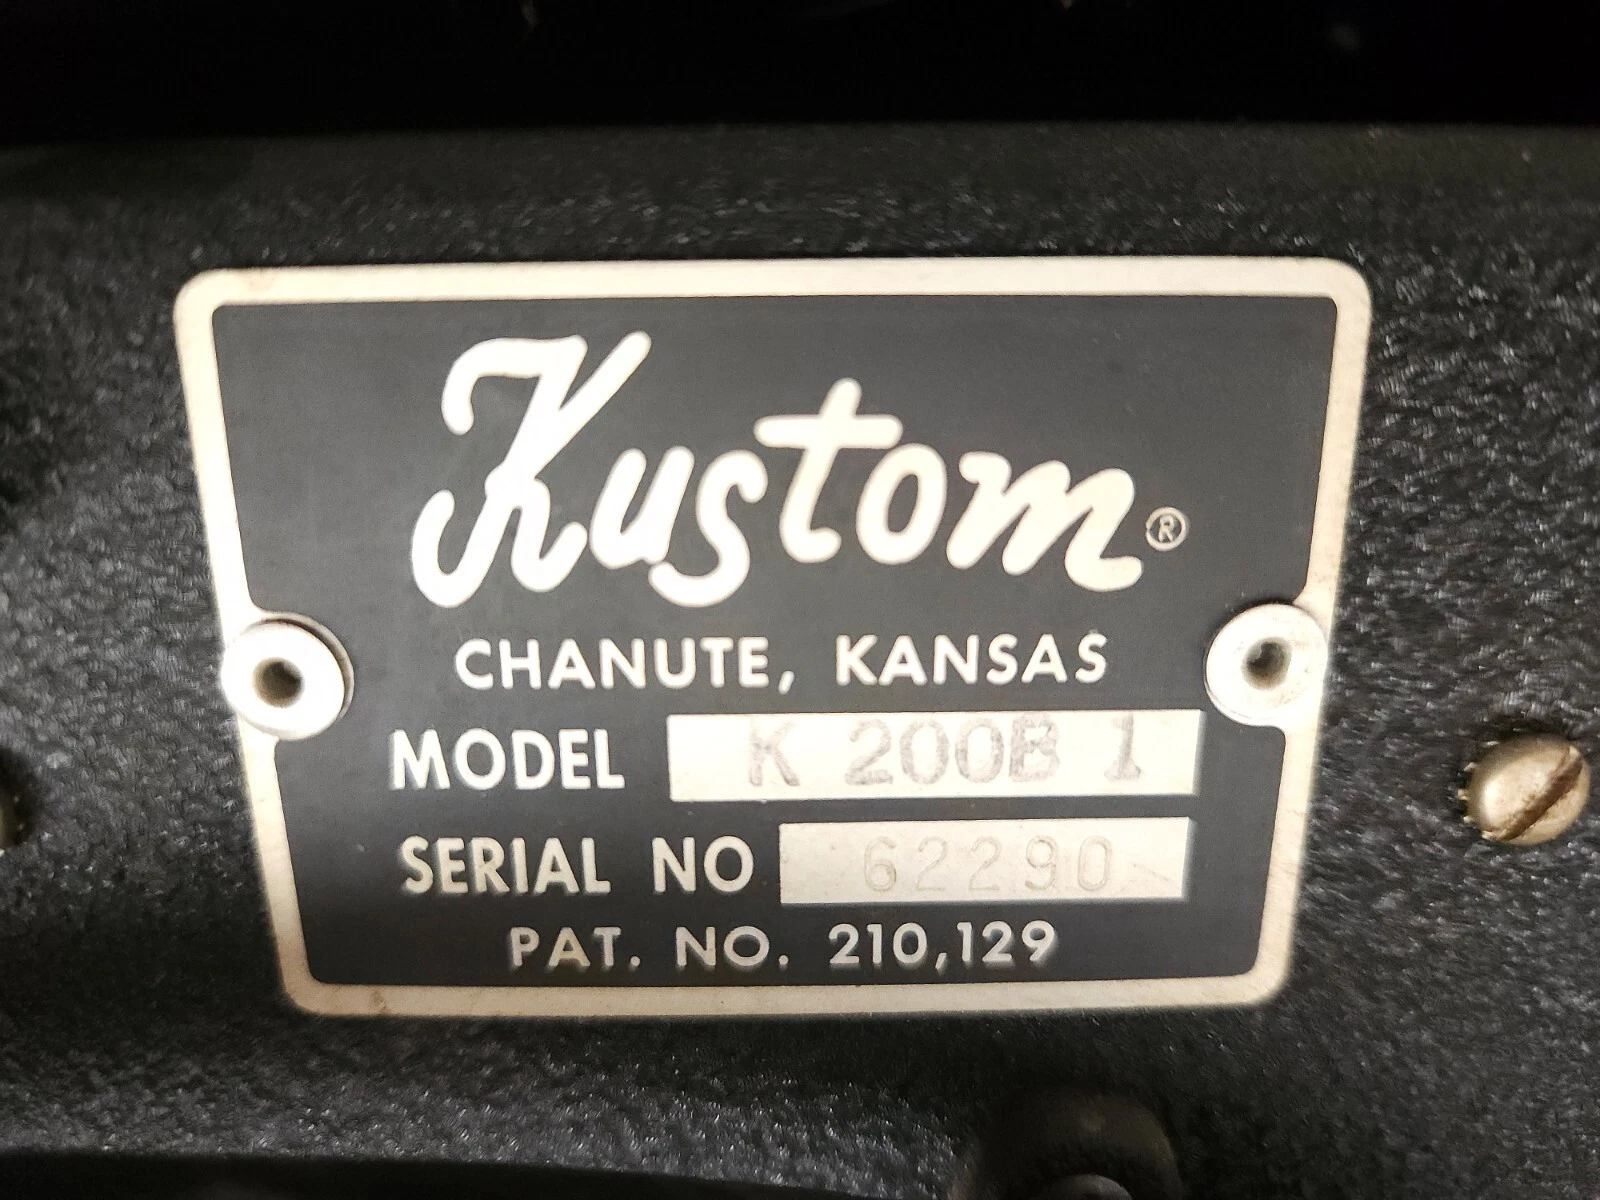 Kustom®
CHANUTE, KANSAS
MODEL K 200B 1
SERIAL NO 62290
PAT. NO. 210,129